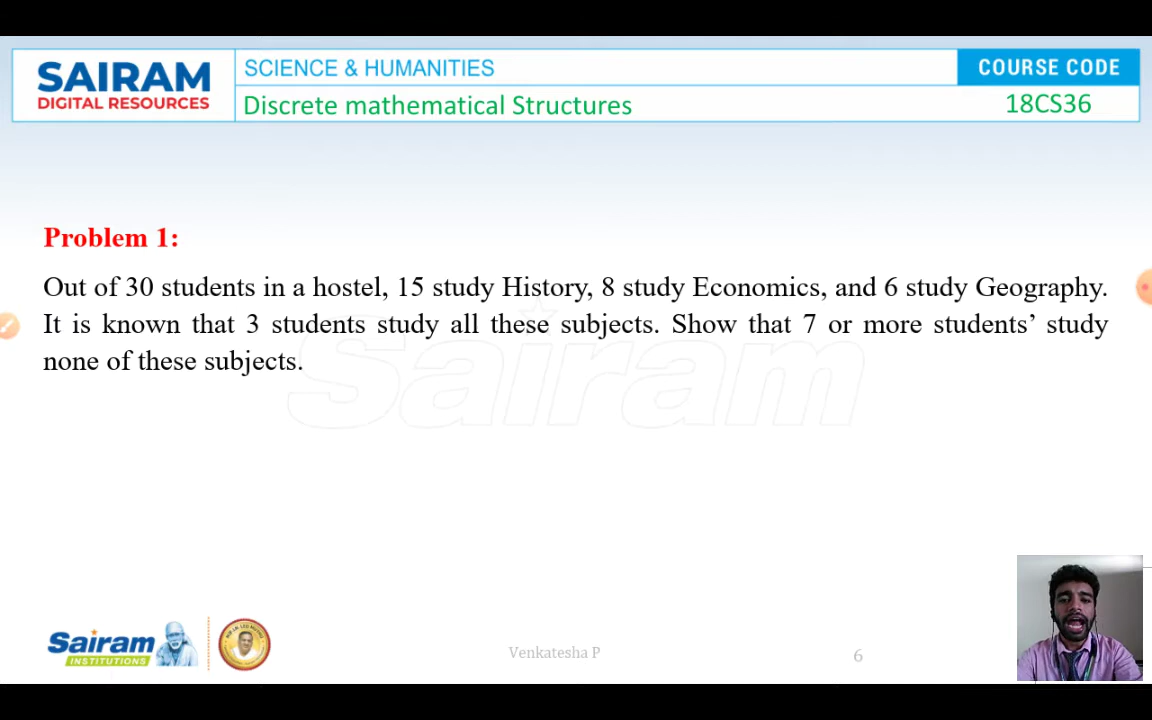 SAIRAM
DIGITAL RESOURCES
SCIENCE & HUMANITIES
COURSE CODE
Discrete mathematical Structures
18CS36
Problem 1:
Out of 30 students in a hostel, 15 study History, 8 study Economics, and 6 study Geography.
It is known that 3 students study all these subjects. Show that 7 or more students’ study
none of these subjects.
Sairam
Sairam
INSTITUTIONS
Venkatesha P
6